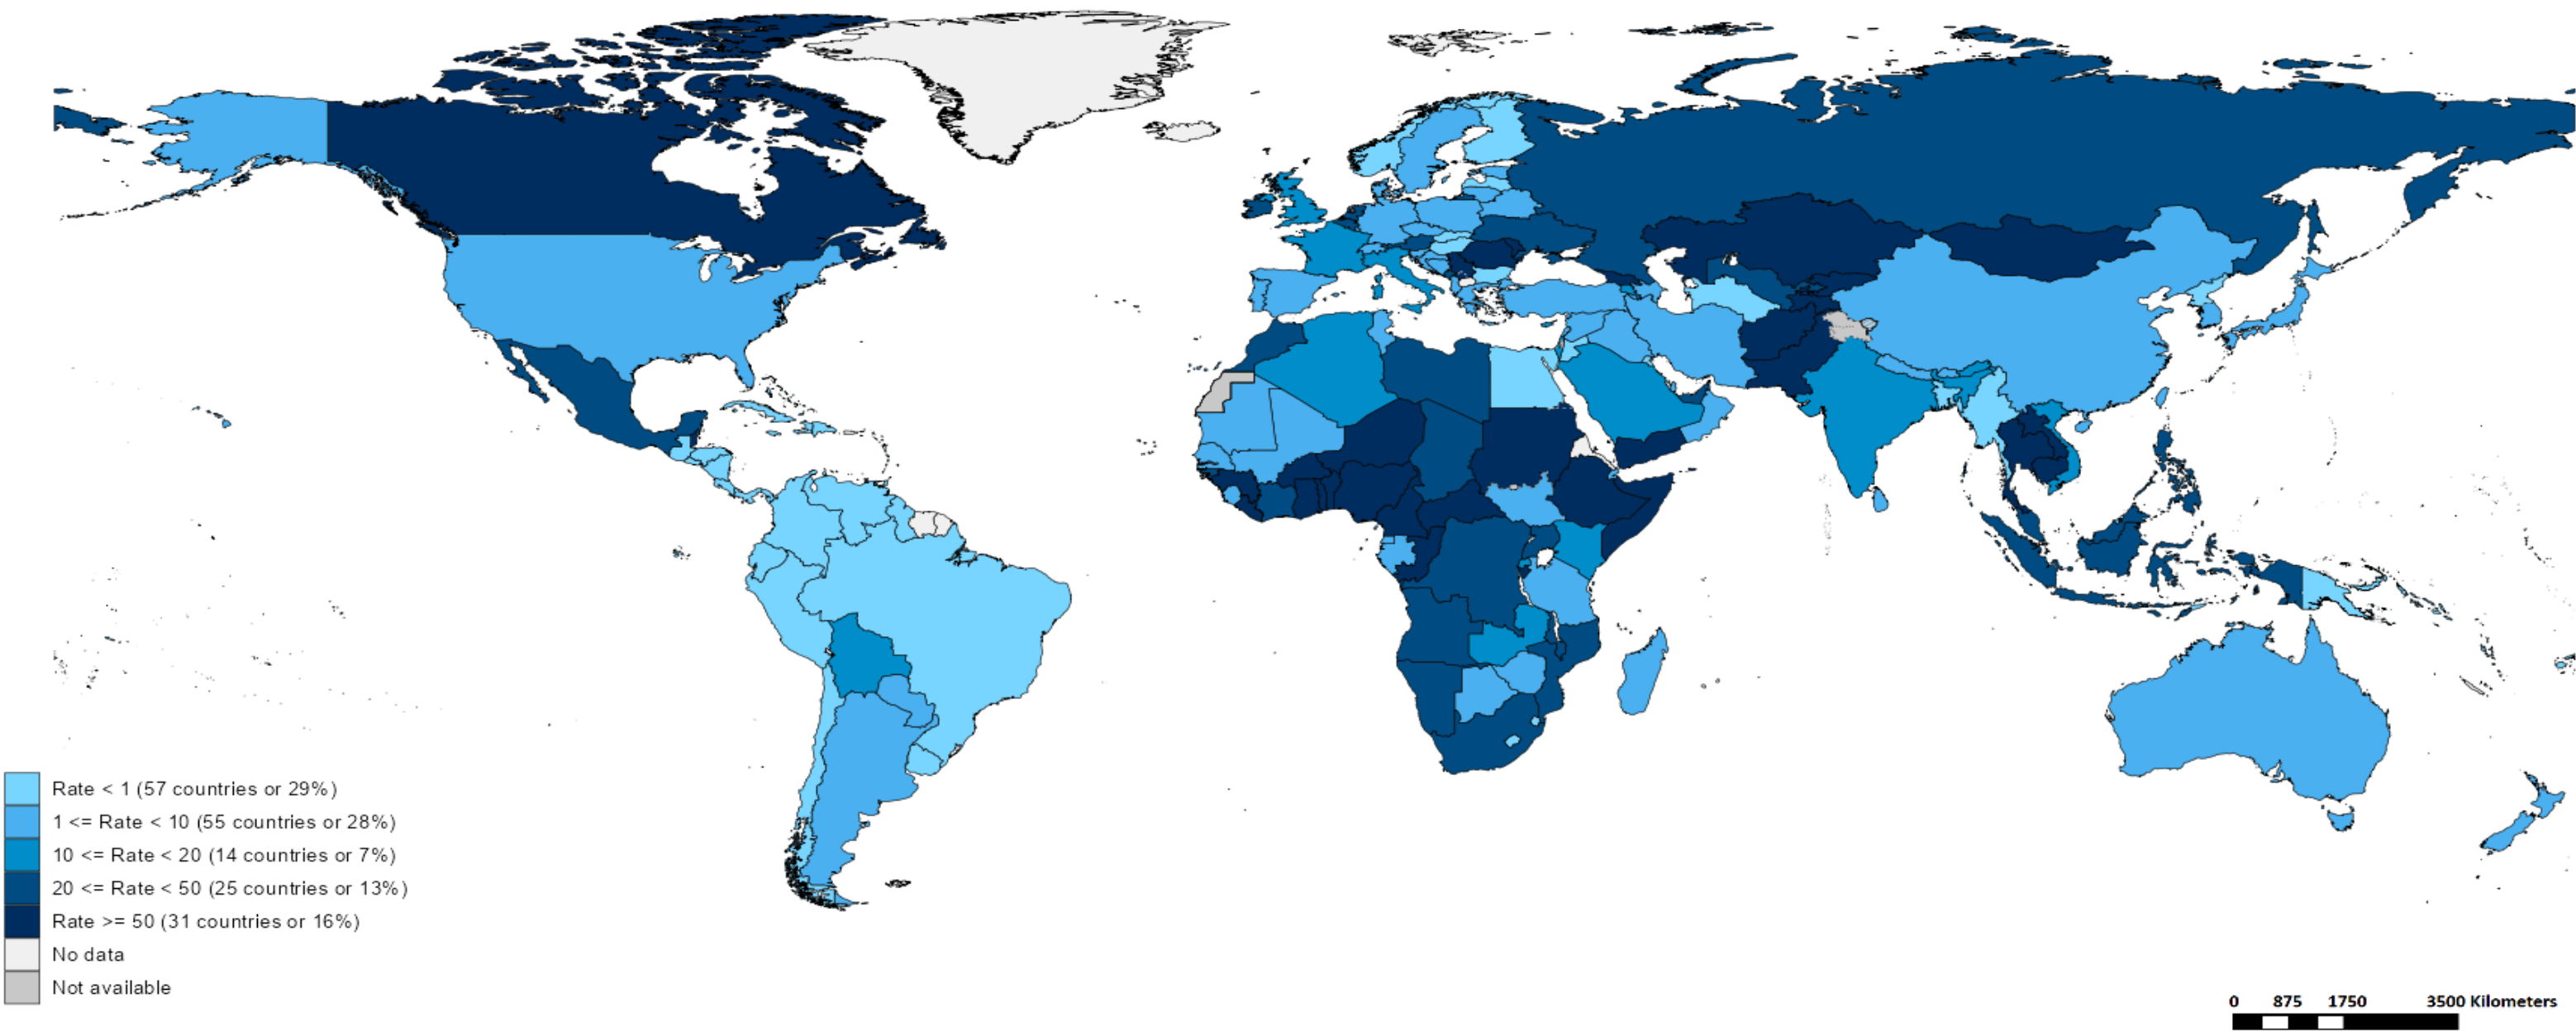 Rate < 1 (57 countries or 29%)
1 <= Rate < 10 (55 countries or 28%)
10 <= Rate < 20 (14 countries or 7%)
20 <= Rate < 50 (25 countries or 13%)
Rate >= 50 (31 countries or 16%)
No data
Not available
0 875 1750 3500 Kilometers